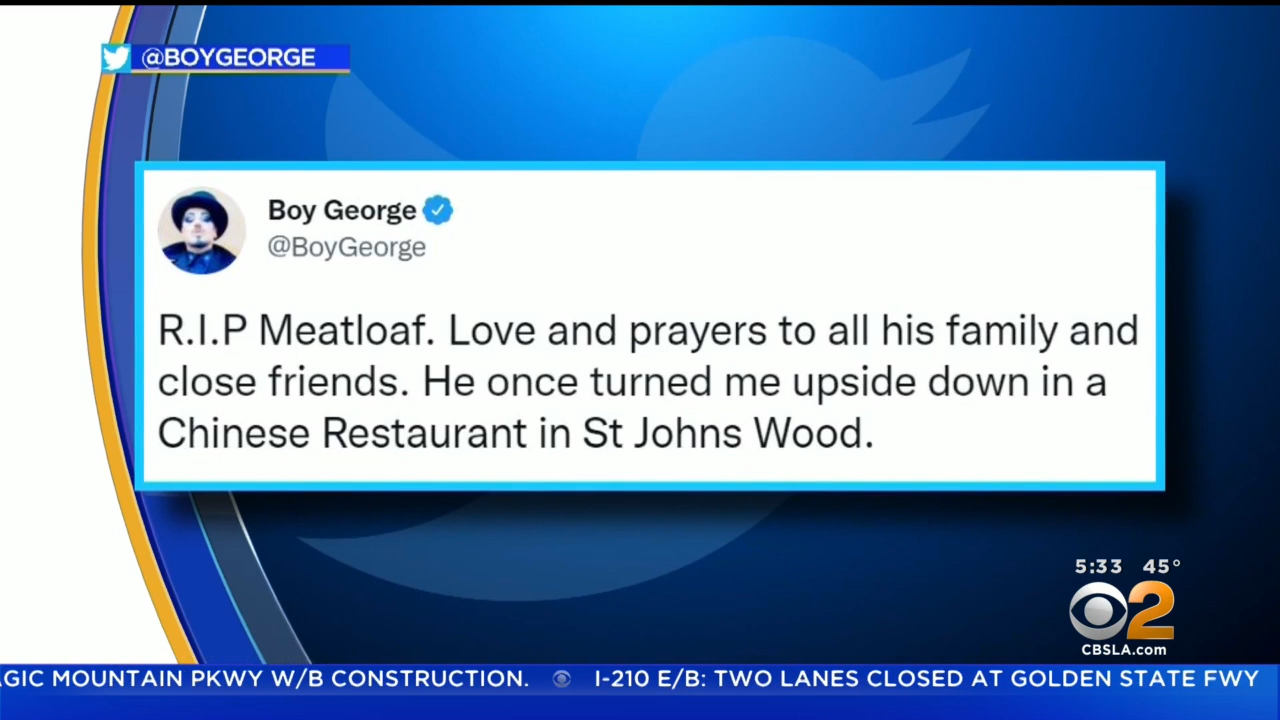 @BOYGEORGE
Boy George
@BoyGeorge
R.I.P Meatloaf. Love and prayers to all his family and
close friends. He once turned me upside down in a
Chinese Restaurant in St Johns Wood.
5:33 45°
2
CBSLA.com
AGIC MOUNTAIN PKWY W/B CONSTRUCTION. I-210 E/B: TWO LANES CLOSED AT GOLDEN STATE FWY